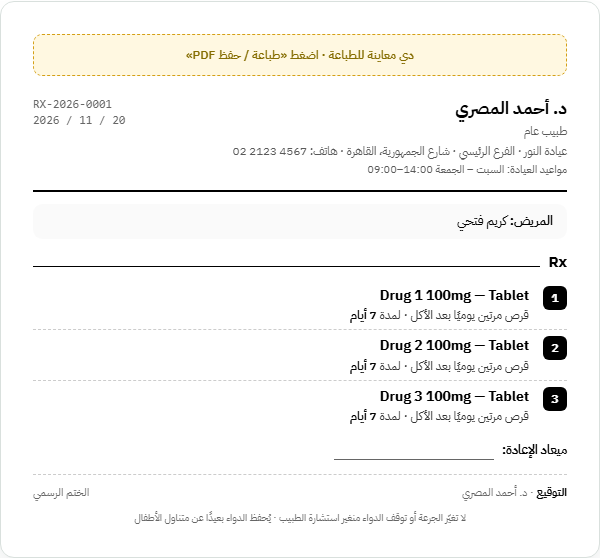 دي معاينة للطباعة · اضغط «طباعة / حفظ PDF»
د. أحمد المصري
RX-2026-0001
طبيب عام
2026 / 11 / 20
عيادة النور · الفرع الرئيسي · شارع الجمهورية، القاهرة · هاتف: 02 2123 4567
مواعيد العيادة: السبت – الجمعة 09:00–14:00
المريض: كريم فتحي
Rx
1
Drug 1 100mg — Tablet
قرص مرتين يوميًا بعد الأكل · لمدة 7 أيام
2
Drug 2 100mg — Tablet
قرص مرتين يوميًا بعد الأكل · لمدة 7 أيام
3
Drug 3 100mg — Tablet
قرص مرتين يوميًا بعد الأكل · لمدة 7 أيام
ميعاد الإعادة:
التوقيع · د. أحمد المصري
الختم الرسمي
لا تغيّر الجرعة أو توقف الدواء منغير استشارة الطبيب · يُحفظ الدواء بعيدًا عن متناول الأطفال